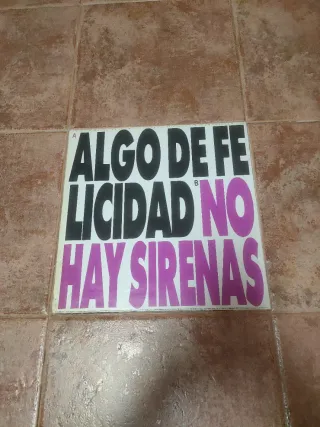 A ALGO DE FE
LICIDAD B NO
HAY SIRENAS